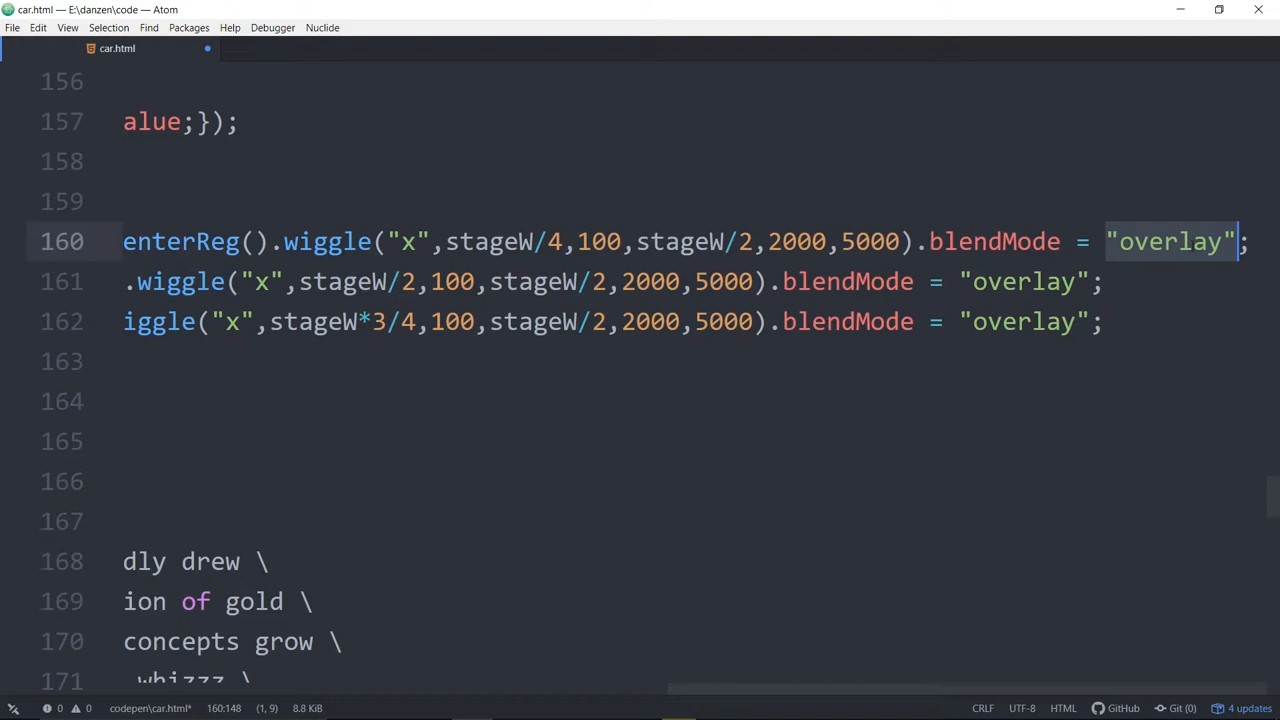 car.html — E:\danzen\code — Atom
File Edit View Selection Find Packages Help Debugger Nuclide
car.html
156
157 alue;});
158
159
160 enterReg().wiggle("x",stageW/4,100,stageW/2,2000,5000).blendMode = "overlay";
161 .wiggle("x",stageW/2,100,stageW/2,2000,5000).blendMode = "overlay";
162 iggle("x",stageW*3/4,100,stageW/2,2000,5000).blendMode = "overlay";
163
164
165
166
167
168 dly drew \
169 ion of gold \
170 concepts grow \
171 whizzz \
0 0 codepen\car.html* 160:148 (1, 9) 8.8 KiB CRLF UTF-8 HTML GitHub Git (0) 4 updates